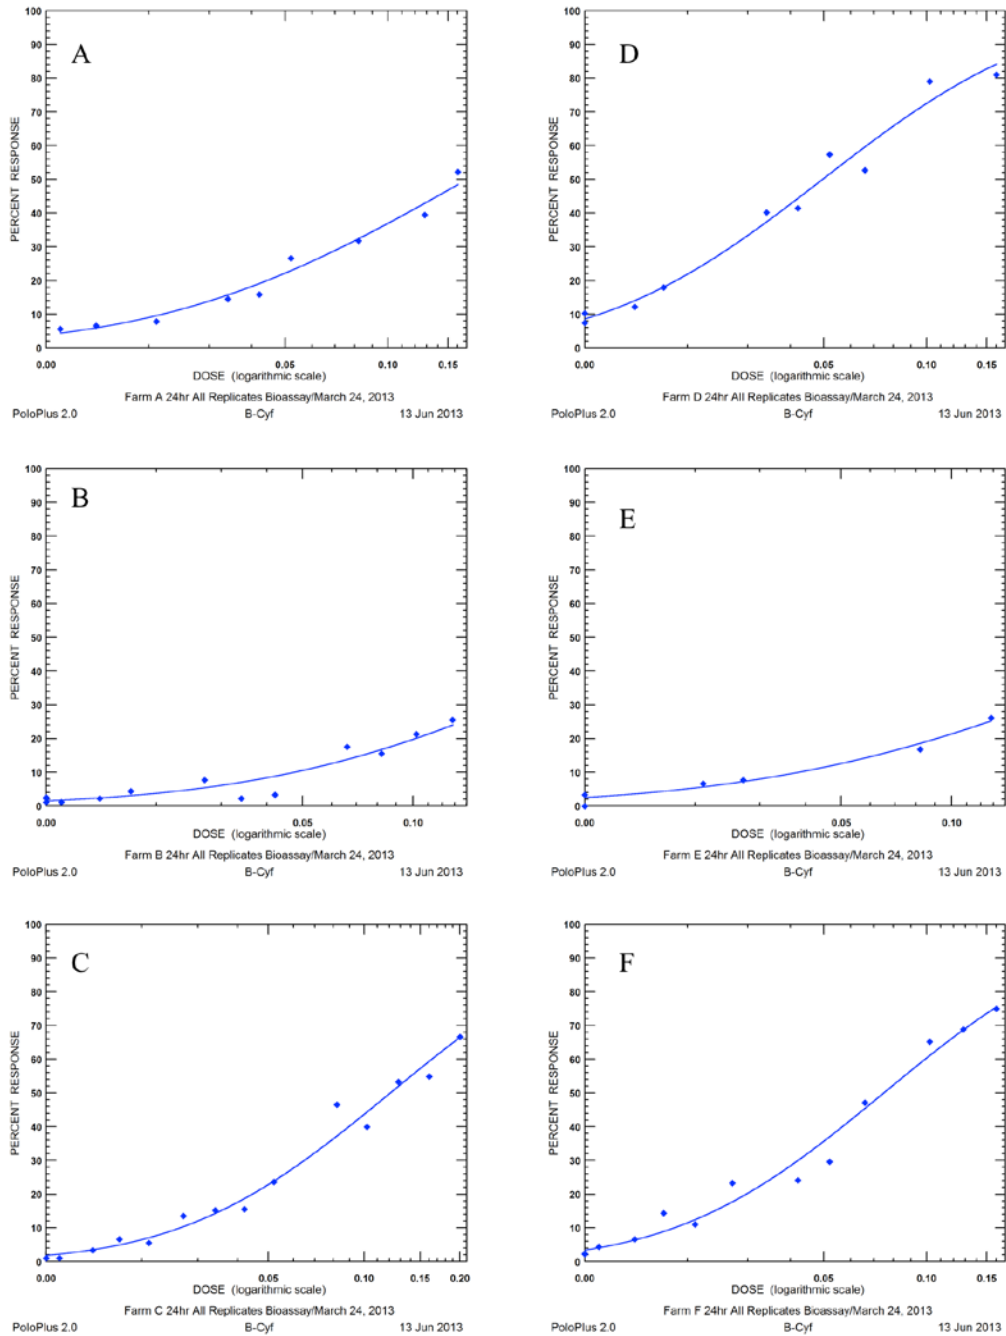 A
PERCENT RESPONSE
100
90
80
70
60
50
40
30
20
10
0
0.00 0.05 0.10 0.15
DOSE (logarithmic scale)
Farm A 24hr All Replicates Bioassay/March 24, 2013
PoloPlus 2.0 B-Cyf 13 Jun 2013
D
PERCENT RESPONSE
100
90
80
70
60
50
40
30
20
10
0
0.00 0.05 0.10 0.15
DOSE (logarithmic scale)
Farm D 24hr All Replicates Bioassay/March 24, 2013
PoloPlus 2.0 B-Cyf 13 Jun 2013
B
PERCENT RESPONSE
100
90
80
70
60
50
40
30
20
10
0
0.00 0.05 0.10
DOSE (logarithmic scale)
Farm B 24hr All Replicates Bioassay/March 24, 2013
PoloPlus 2.0 B-Cyf 13 Jun 2013
E
PERCENT RESPONSE
100
90
80
70
60
50
40
30
20
10
0
0.00 0.05 0.10
DOSE (logarithmic scale)
Farm E 24hr All Replicates Bioassay/March 24, 2013
PoloPlus 2.0 B-Cyf 13 Jun 2013
C
PERCENT RESPONSE
100
90
80
70
60
50
40
30
20
10
0
0.00 0.05 0.10 0.15 0.20
DOSE (logarithmic scale)
Farm C 24hr All Replicates Bioassay/March 24, 2013
PoloPlus 2.0 B-Cyf 13 Jun 2013
F
PERCENT RESPONSE
100
90
80
70
60
50
40
30
20
10
0
0.00 0.05 0.10 0.15
DOSE (logarithmic scale)
Farm F 24hr All Replicates Bioassay/March 24, 2013
PoloPlus 2.0 B-Cyf 13 Jun 2013